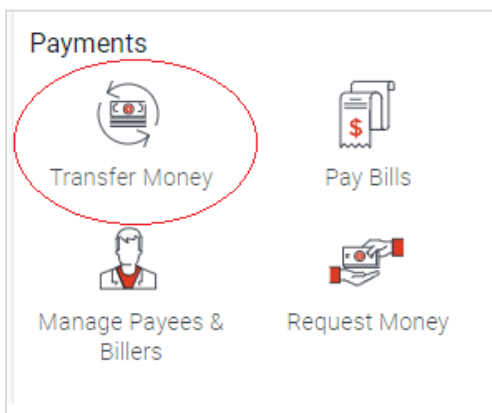 Payments
Transfer Money
Pay Bills
Manage Payees &
Billers
Request Money